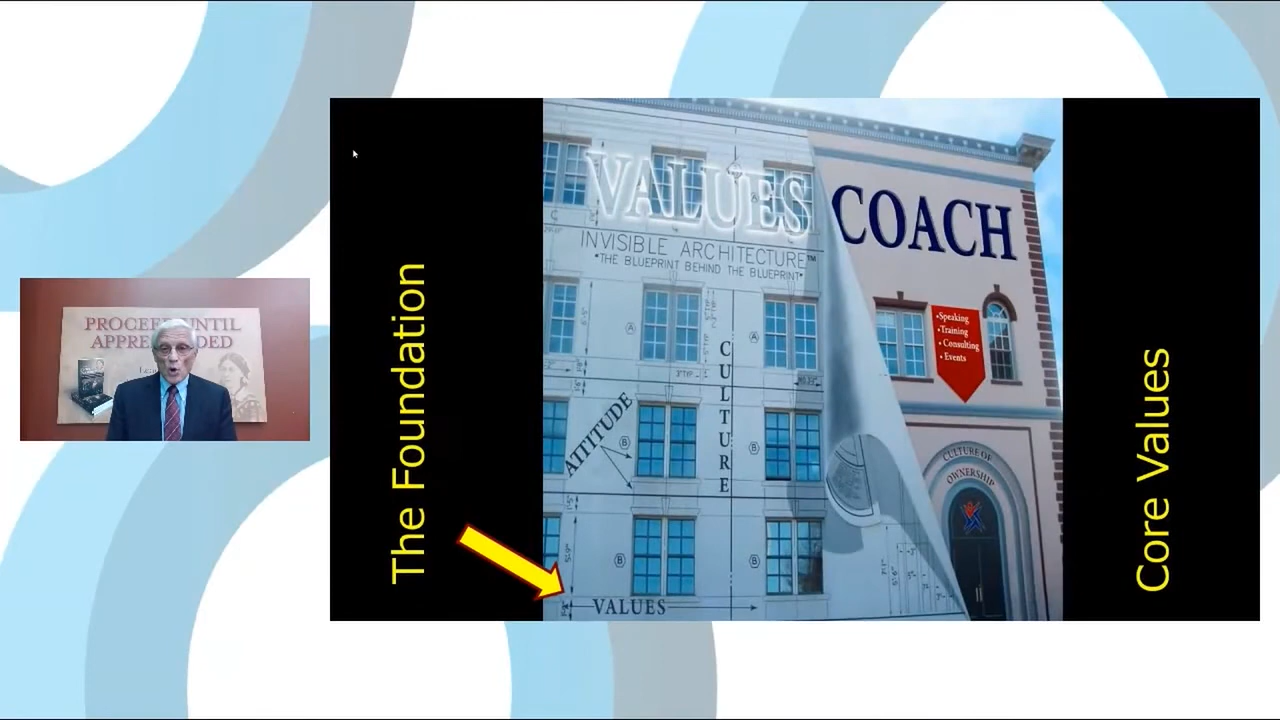 PROCEED UNTIL
APPREHENDED
The Foundation
VALUES
INVISIBLE ARCHITECTURE™
"THE BLUEPRINT BEHIND THE BLUEPRINT"
CULTURE
ATTITUDE
VALUES
COACH
•Speaking
•Training
• Consulting
• Events
CULTURE OF
OWNERSHIP
Core Values